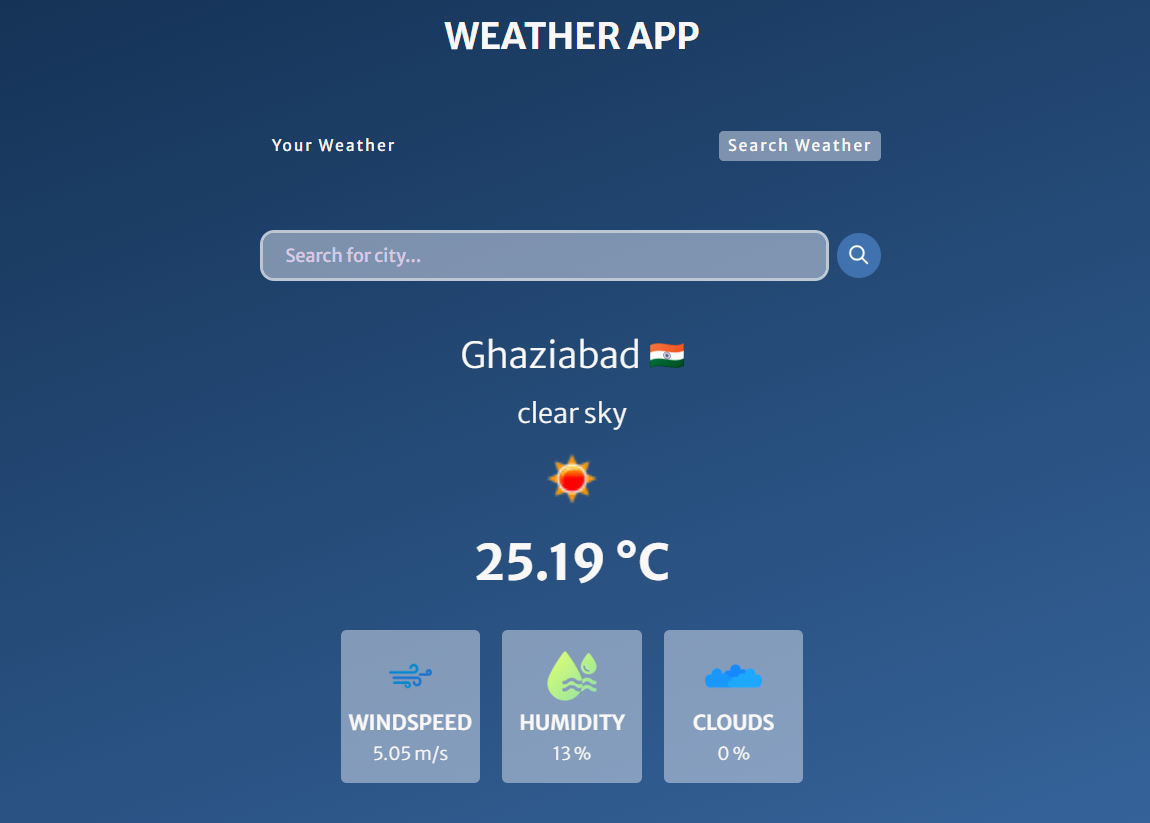 WEATHER APP
Your Weather
Search Weather
Search for city...
Ghaziabad
clear sky
25.19 °C
WINDSPEED
5.05 m/s
HUMIDITY
13 %
CLOUDS
0 %